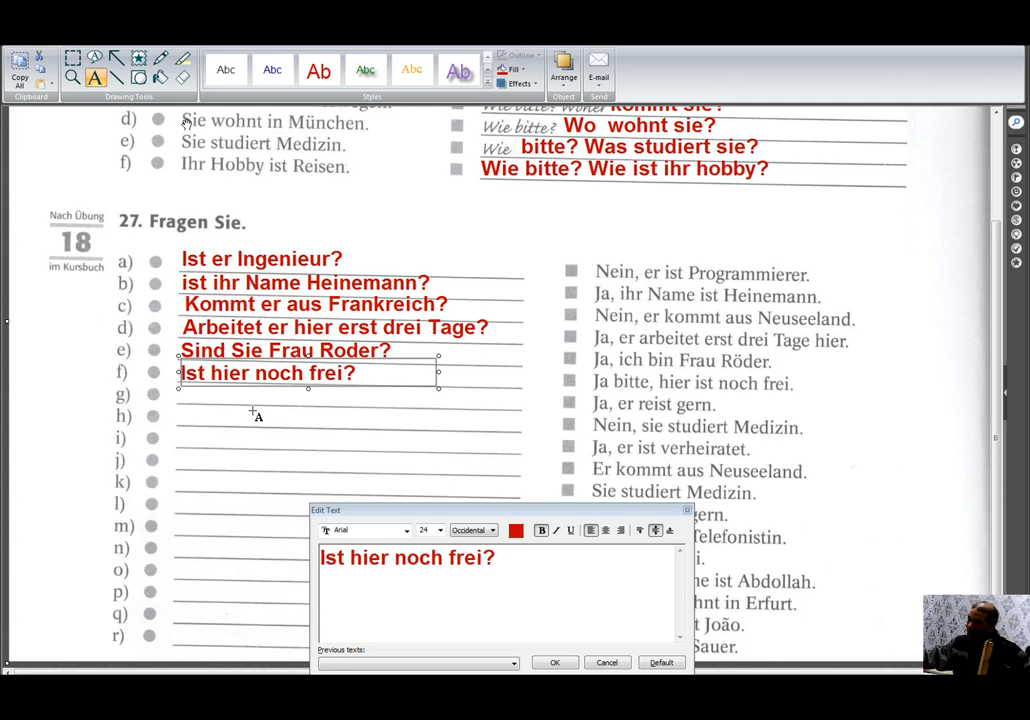 Copy All
Clipboard
Drawing Tools
Abc Abc Ab Abc Abc Ab
Styles
Outline
Fill
Effects
Arrange
Object
E-mail
Send
kommt sie?
d) Sie wohnt in München. Wie bitte? Wo wohnt sie?
e) Sie studiert Medizin. Wie bitte? Was studiert sie?
f) Ihr Hobby ist Reisen. Wie bitte? Wie ist ihr hobby?
Nach Übung
18
im Kursbuch
27. Fragen Sie.
a) Ist er Ingenieur? Nein, er ist Programmierer.
b) ist ihr Name Heinemann? Ja, ihr Name ist Heinemann.
c) Kommt er aus Frankreich? Nein, er kommt aus Neuseeland.
d) Arbeitet er hier erst drei Tage? Ja, er arbeitet erst drei Tage hier.
e) Sind Sie Frau Roder? Ja, ich bin Frau Röder.
f) Ist hier noch frei? Ja bitte, hier ist noch frei.
g) Ja, er reist gern.
h) Nein, sie studiert Medizin.
i) Ja, er ist verheiratet.
j) Er kommt aus Neuseeland.
k) Sie studiert Medizin.
l) gern.
m) Telefonistin.
n) i.
o) ne ist Abdollah.
p) hnt in Erfurt.
q) t João.
r) Sauer.
Edit Text
Arial 24 Occidental B I U
Ist hier noch frei?
Previous texts:
OK Cancel Default
A